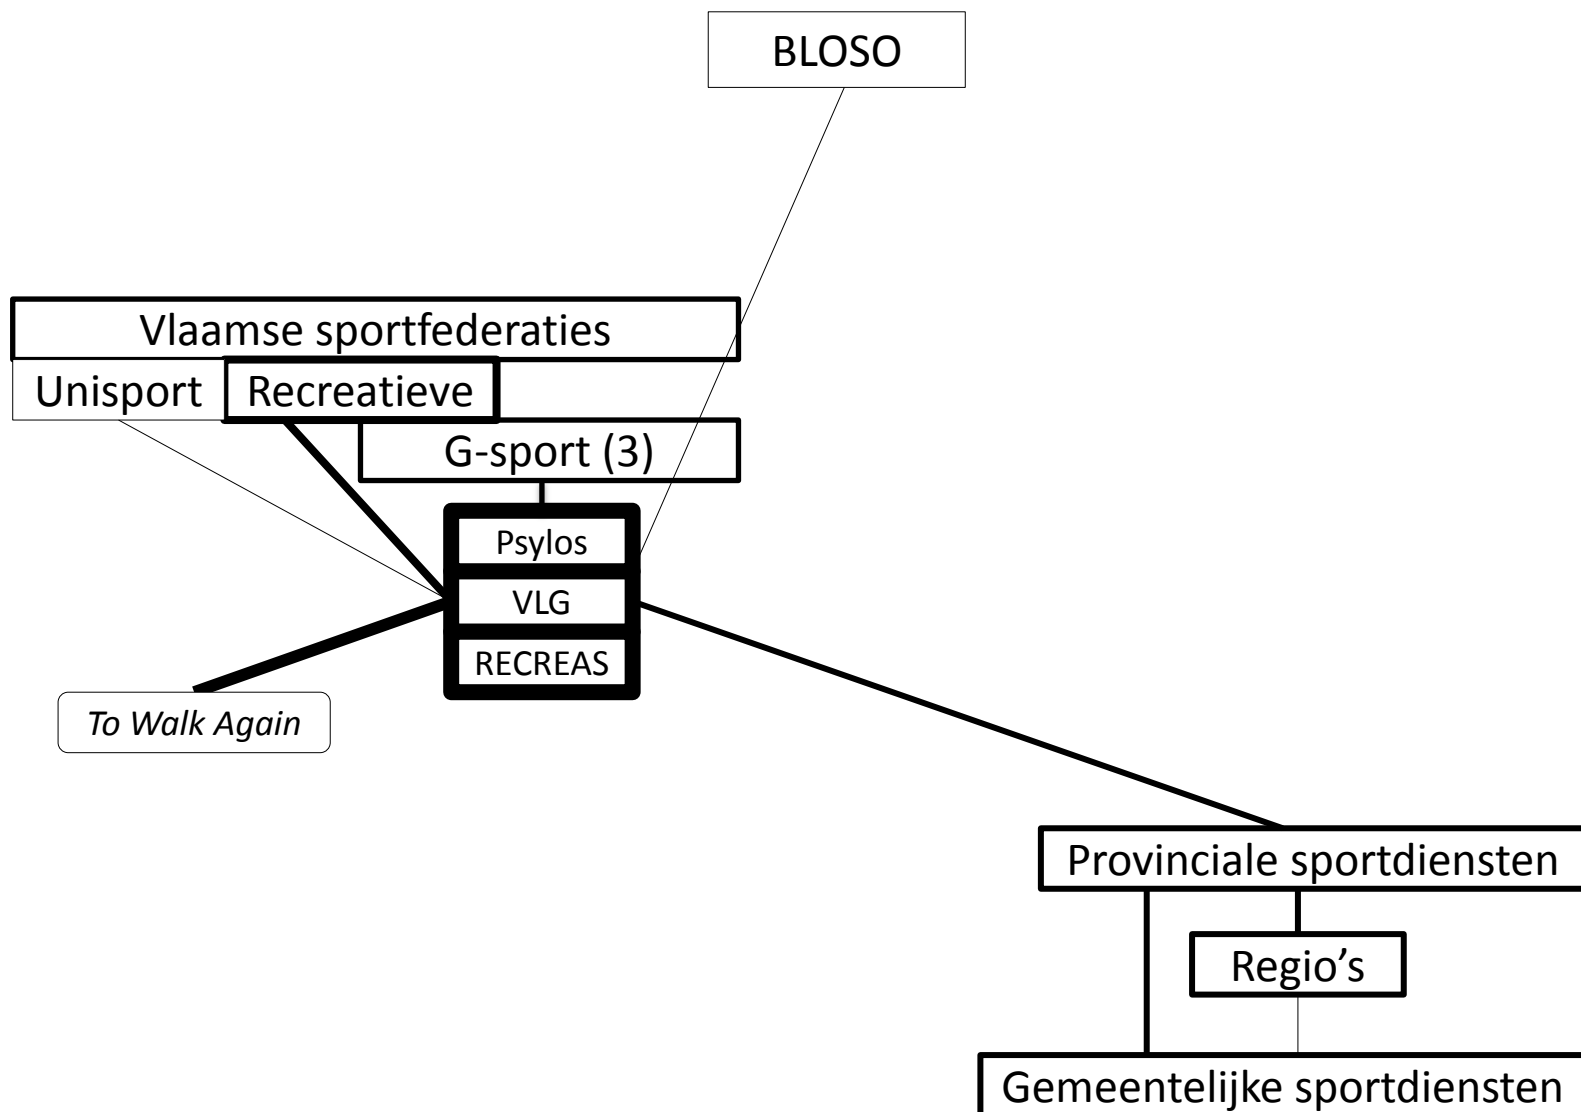 BLOSO
Vlaamse sportfederaties
Unisport
Recreatieve
G-sport (3)
Psylos
VLG
RECREAS
To Walk Again
Provinciale sportdiensten
Regio’s
Gemeentelijke sportdiensten